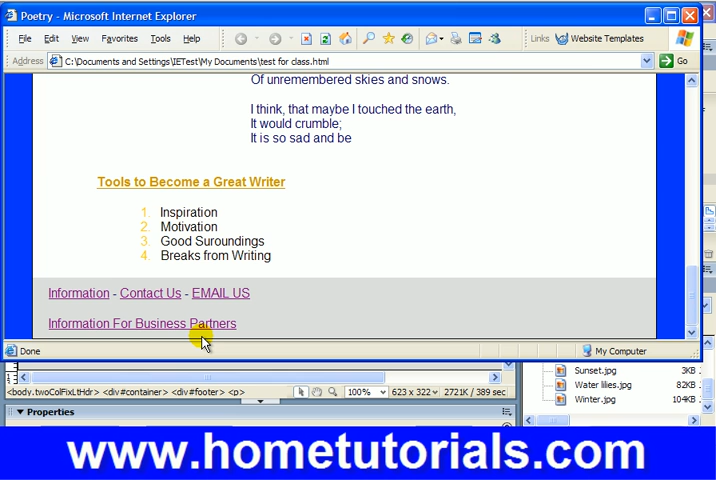 Poetry - Microsoft Internet Explorer
File Edit View Favorites Tools Help Links Website Templates
Address C:\Documents and Settings\IETest\My Documents\test for class.html Go
Of unremembered skies and snows.
I think, that maybe I touched the earth,
It would crumble;
It is so sad and be
Tools to Become a Great Writer
1. Inspiration
2. Motivation
3. Good Suroundings
4. Breaks from Writing
Information - Contact Us - EMAIL US
Information For Business Partners
Done My Computer
Sunset.jpg 3KB
Water lilies.jpg 82KB
Winter.jpg 104KB
<body.twoColFixLtHdr> <div#container> <div#footer> <p> 100% 623 x 322 2721K / 389 sec
Properties
www.hometutorials.com